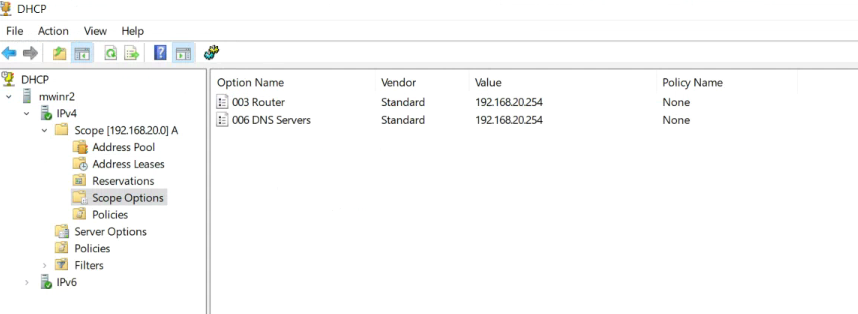 DHCP
File Action View Help
DHCP
mwinr2
IPv4
Scope [192.168.20.0] A
Address Pool
Address Leases
Reservations
Scope Options
Policies
Server Options
Policies
Filters
IPv6
Option Name Vendor Value Policy Name
003 Router Standard 192.168.20.254 None
006 DNS Servers Standard 192.168.20.254 None